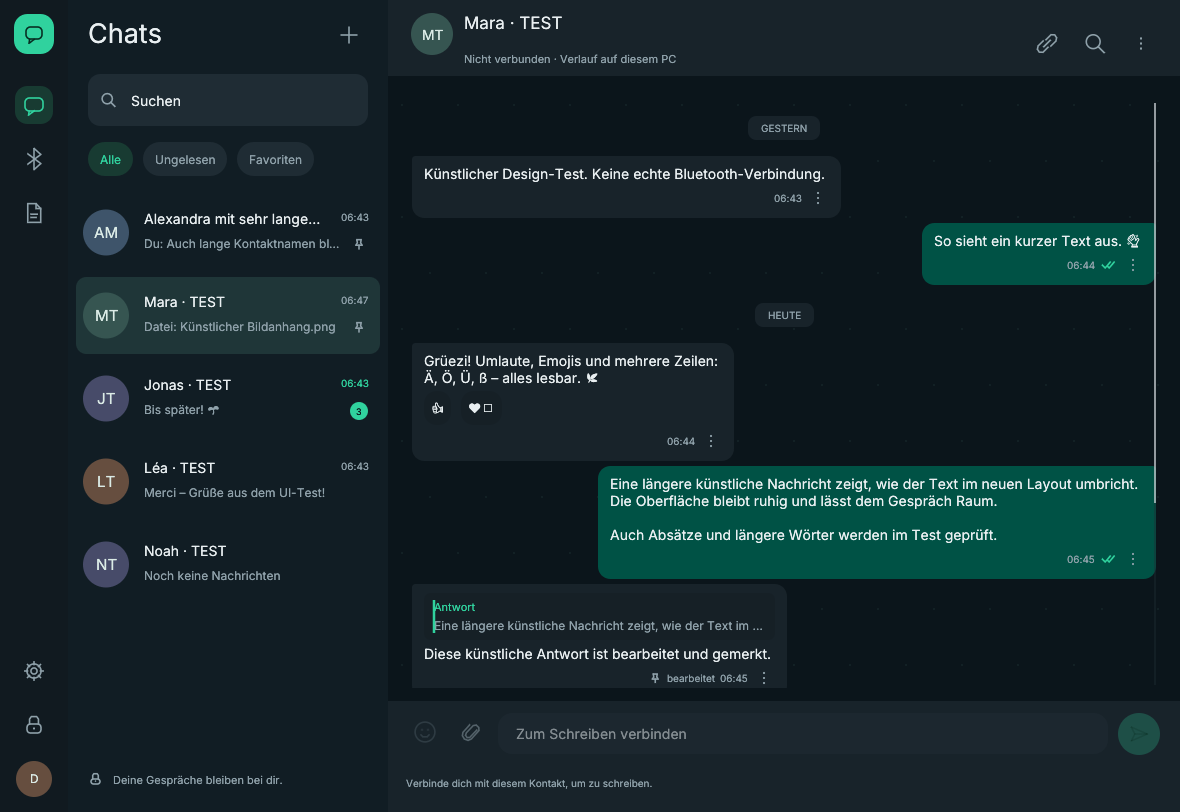 Chats
Suchen
Alle
Ungelesen
Favoriten
AM
Alexandra mit sehr lange...
06:43
Du: Auch lange Kontaktnamen bl...
MT
Mara · TEST
06:47
Datei: Künstlicher Bildanhang.png
JT
Jonas · TEST
06:43
Bis später! 🌱
3
LT
Léa · TEST
06:43
Merci – Grüße aus dem UI-Test!
NT
Noah · TEST
Noch keine Nachrichten
D
Deine Gespräche bleiben bei dir.
MT
Mara · TEST
Nicht verbunden · Verlauf auf diesem PC
GESTERN
Künstlicher Design-Test. Keine echte Bluetooth-Verbindung.
06:43
So sieht ein kurzer Text aus. 👋
06:44
HEUTE
Grüezi! Umlaute, Emojis und mehrere Zeilen:
Ä, Ö, Ü, ß – alles lesbar. 🌿
👍
❤□
06:44
Eine längere künstliche Nachricht zeigt, wie der Text im neuen Layout umbricht.
Die Oberfläche bleibt ruhig und lässt dem Gespräch Raum.
Auch Absätze und längere Wörter werden im Test geprüft.
06:45
Antwort
Eine längere künstliche Nachricht zeigt, wie der Text im ...
Diese künstliche Antwort ist bearbeitet und gemerkt.
bearbeitet 06:45
Zum Schreiben verbinden
Verbinde dich mit diesem Kontakt, um zu schreiben.